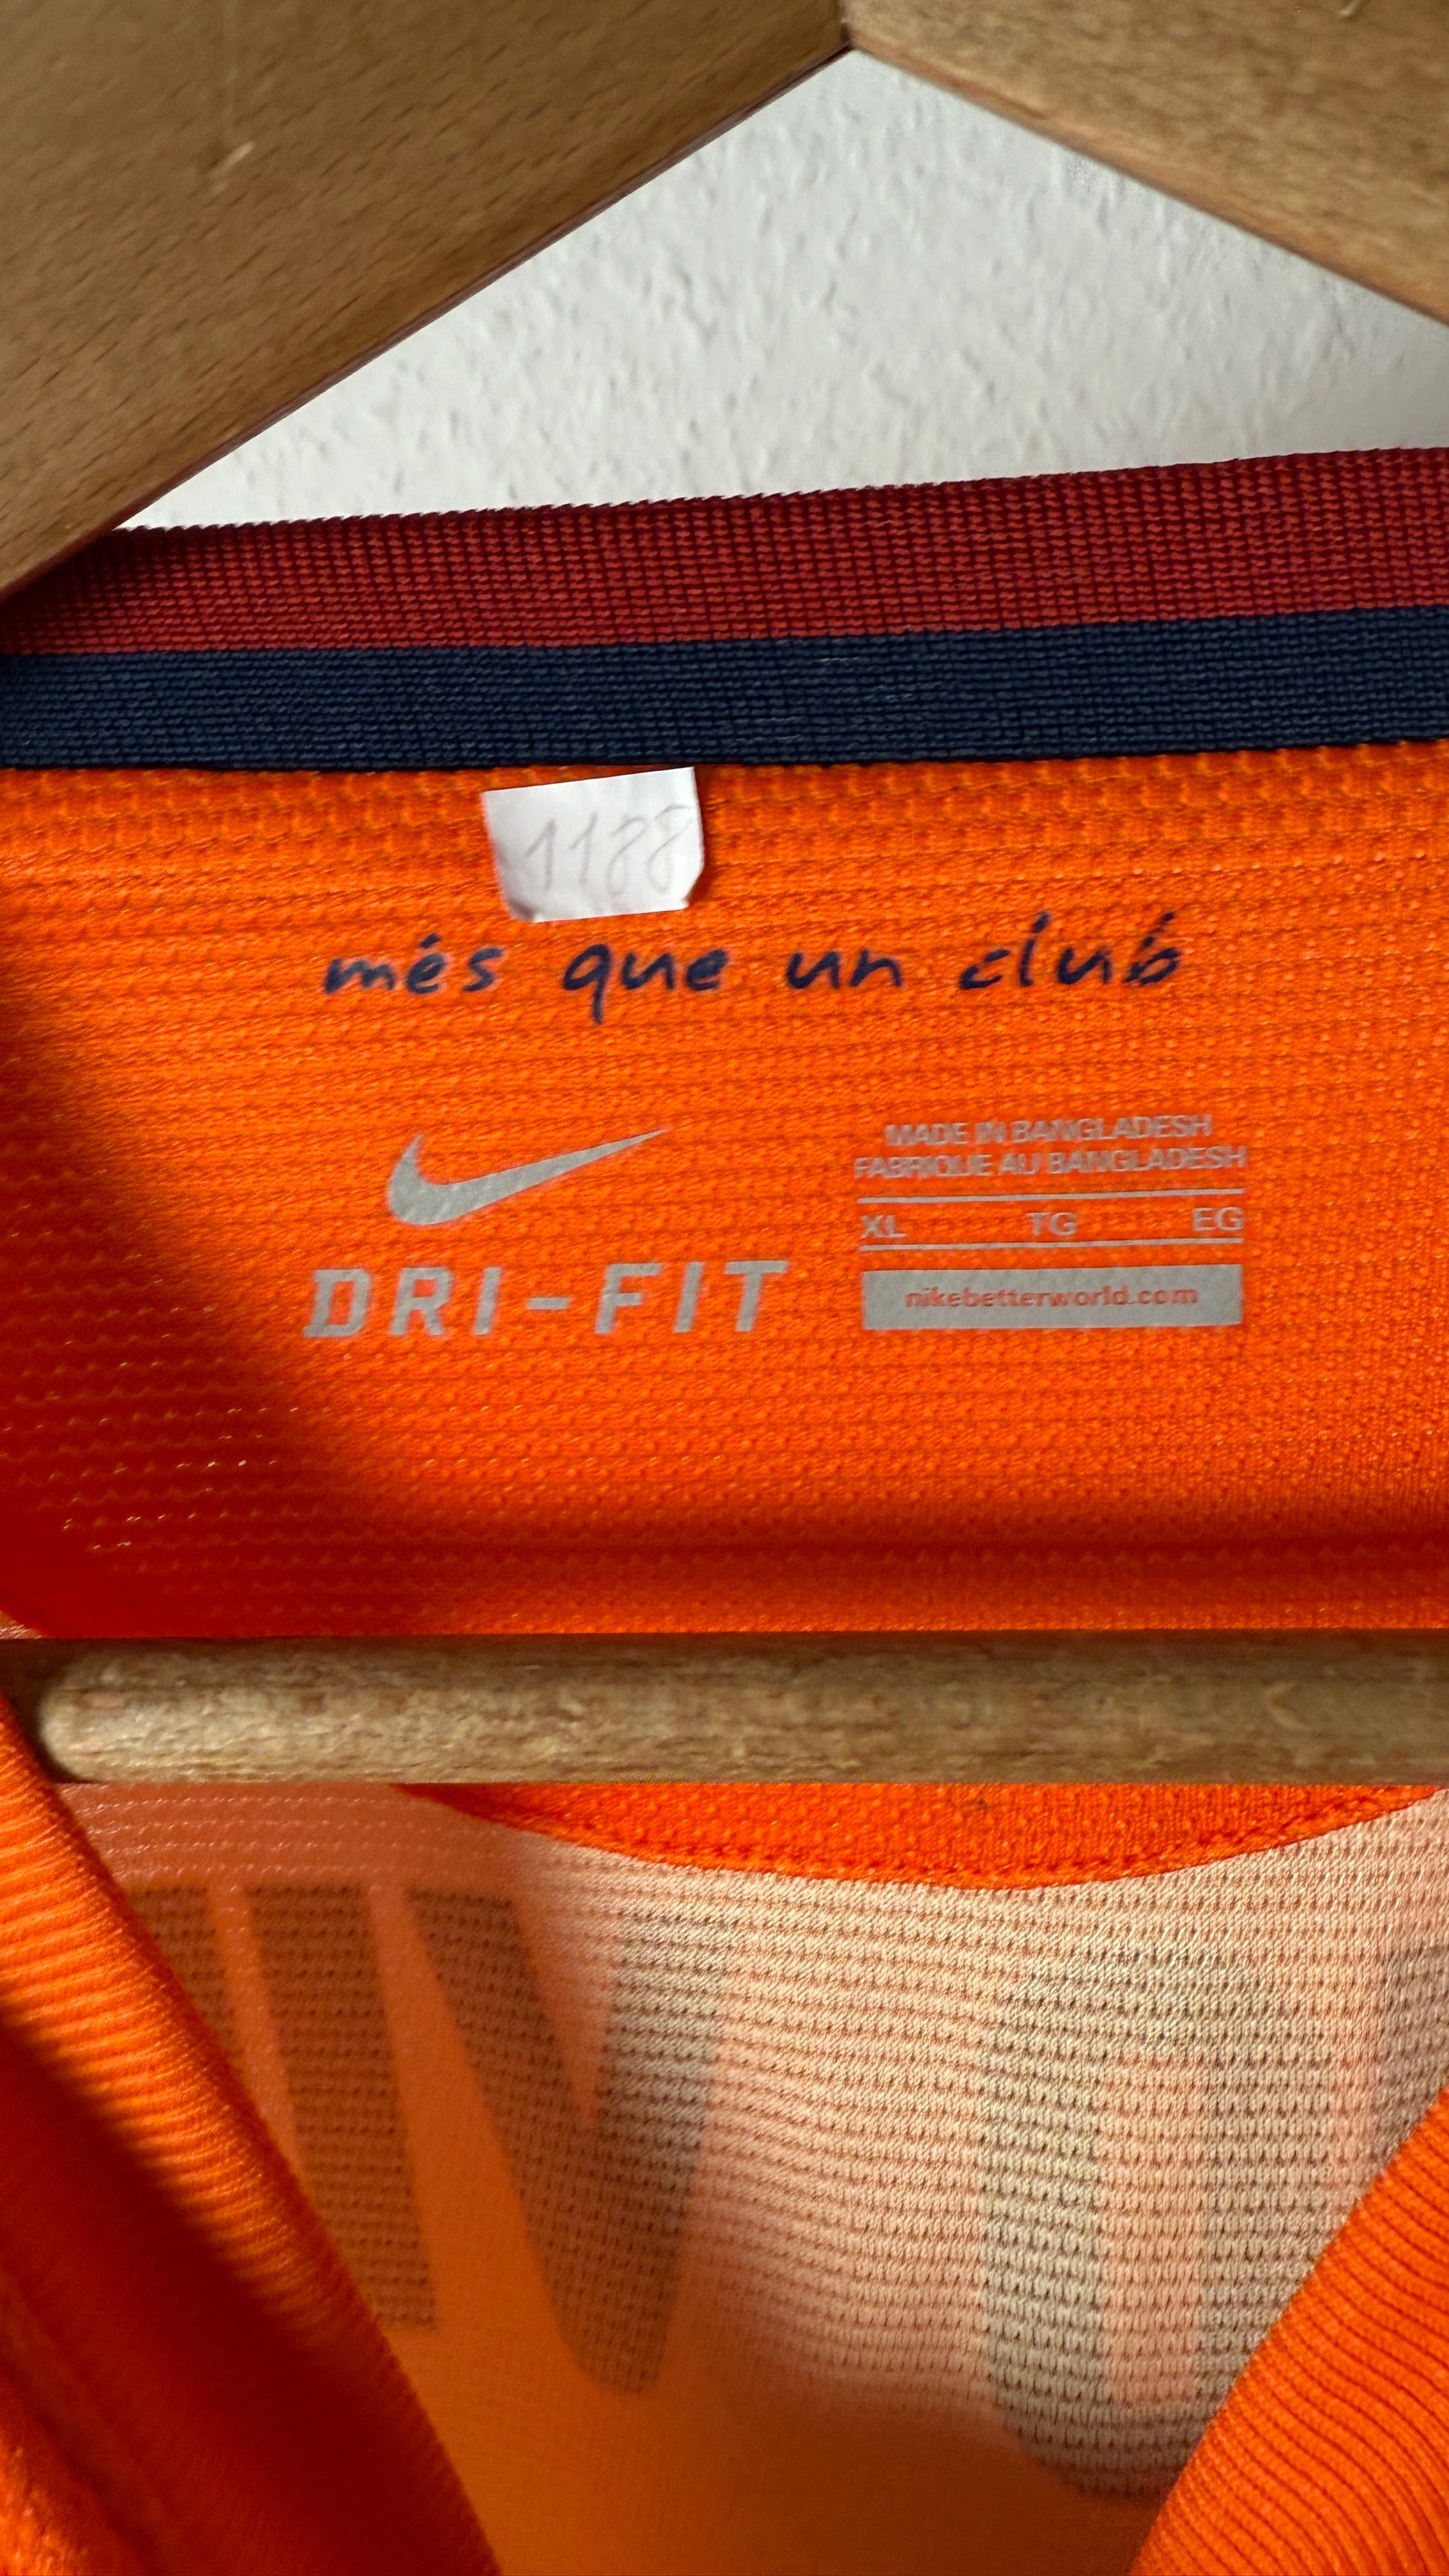 1188
més que un club
MADE IN BANGLADESH
FABRIQUE AU BANGLADESH
XL TG EG
DRI-FIT
nikebetterworld.com